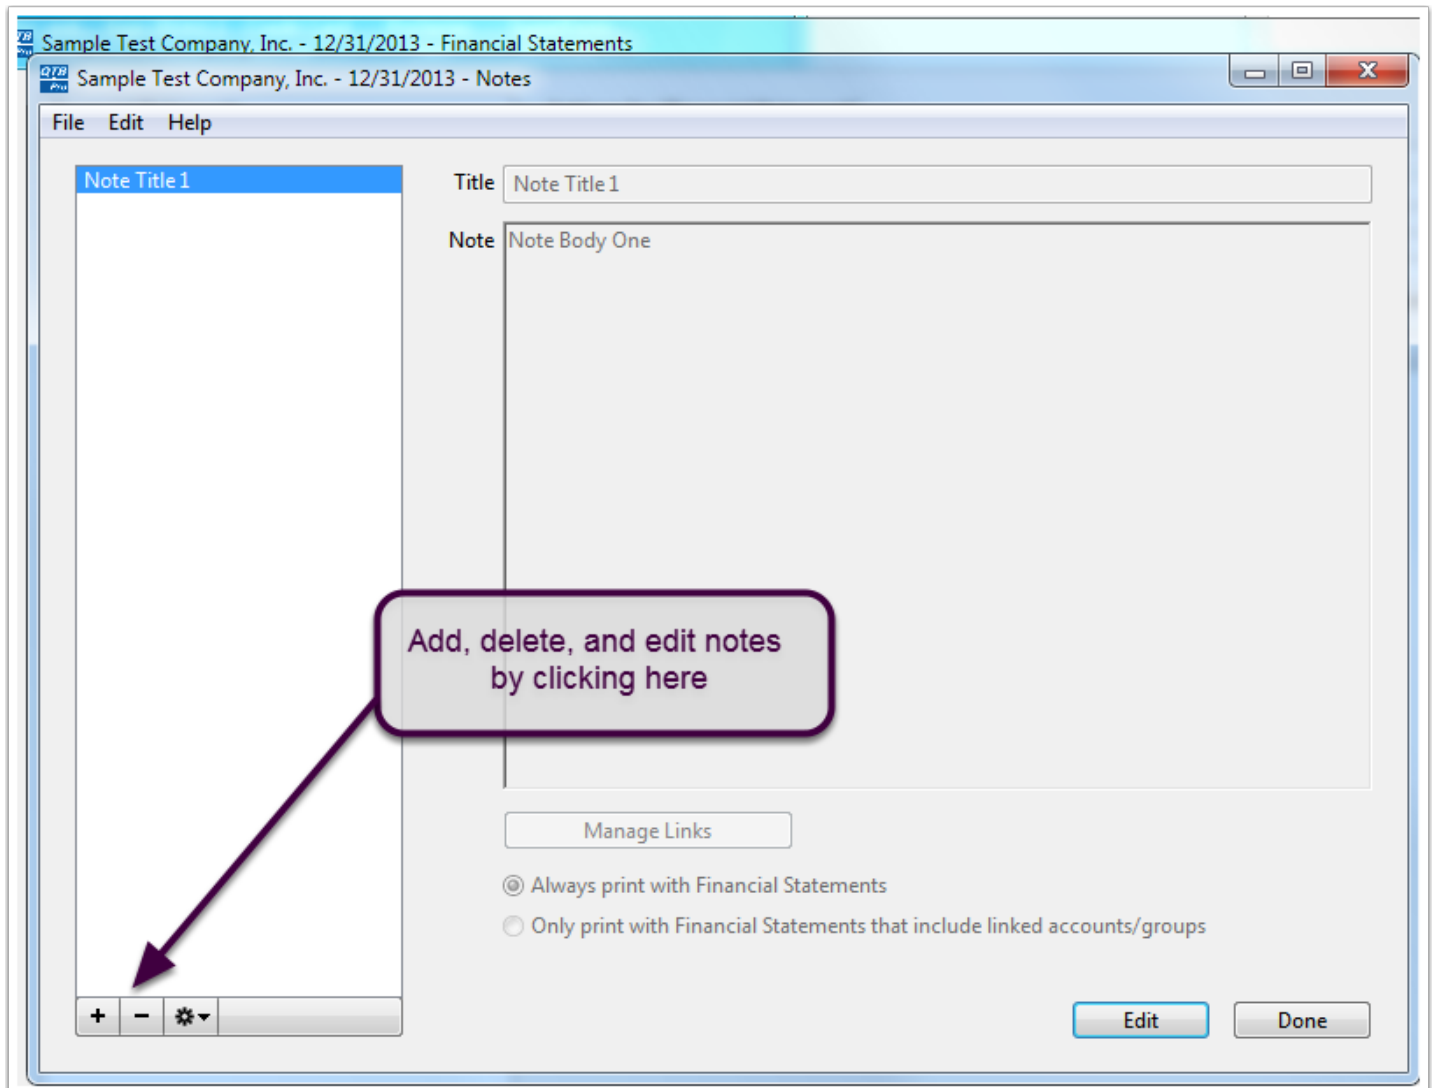 Sample Test Company, Inc. - 12/31/2013 - Financial Statements
QTB Pro Sample Test Company, Inc. - 12/31/2013 - Notes
File Edit Help
Note Title 1
Title Note Title 1
Note Note Body One
Add, delete, and edit notes
by clicking here
Manage Links
Always print with Financial Statements
Only print with Financial Statements that include linked accounts/groups
+ −
Edit Done